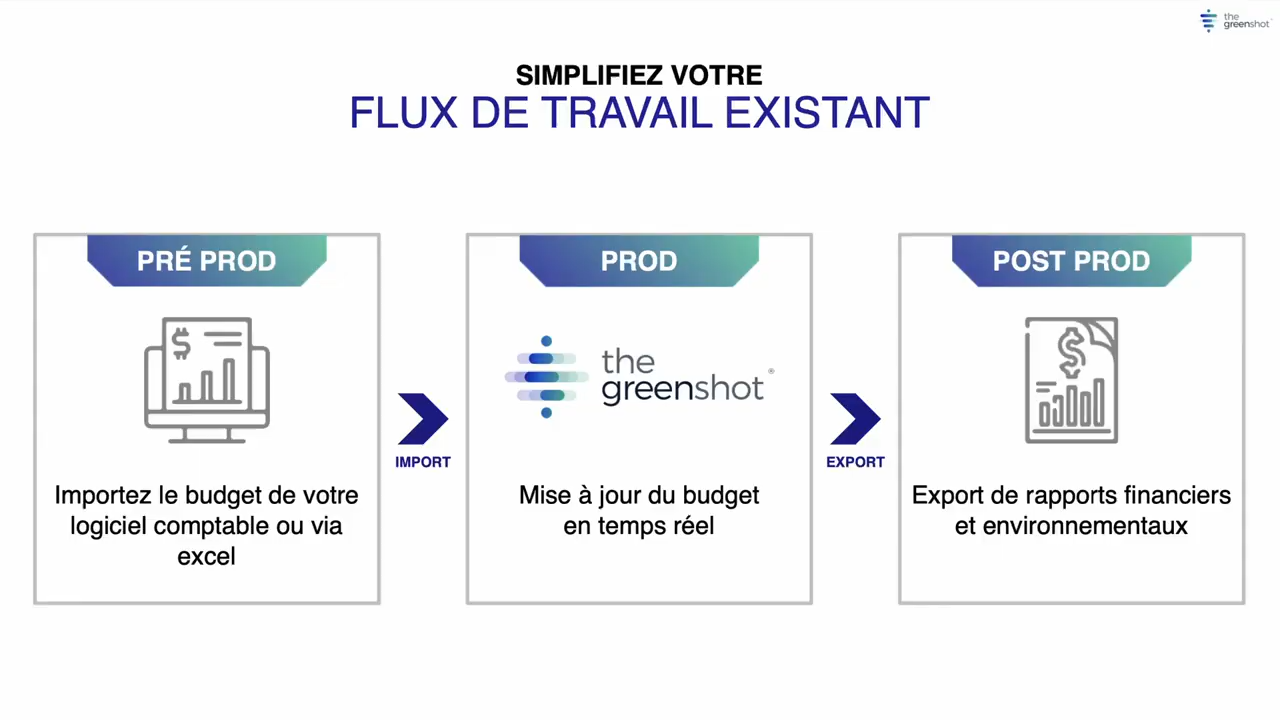 the
greenshot
SIMPLIFIEZ VOTRE
FLUX DE TRAVAIL EXISTANT
PRÉ PROD
Importez le budget de votre
logiciel comptable ou via
excel
IMPORT
PROD
the
greenshot®
Mise à jour du budget
en temps réel
EXPORT
POST PROD
Export de rapports financiers
et environnementaux